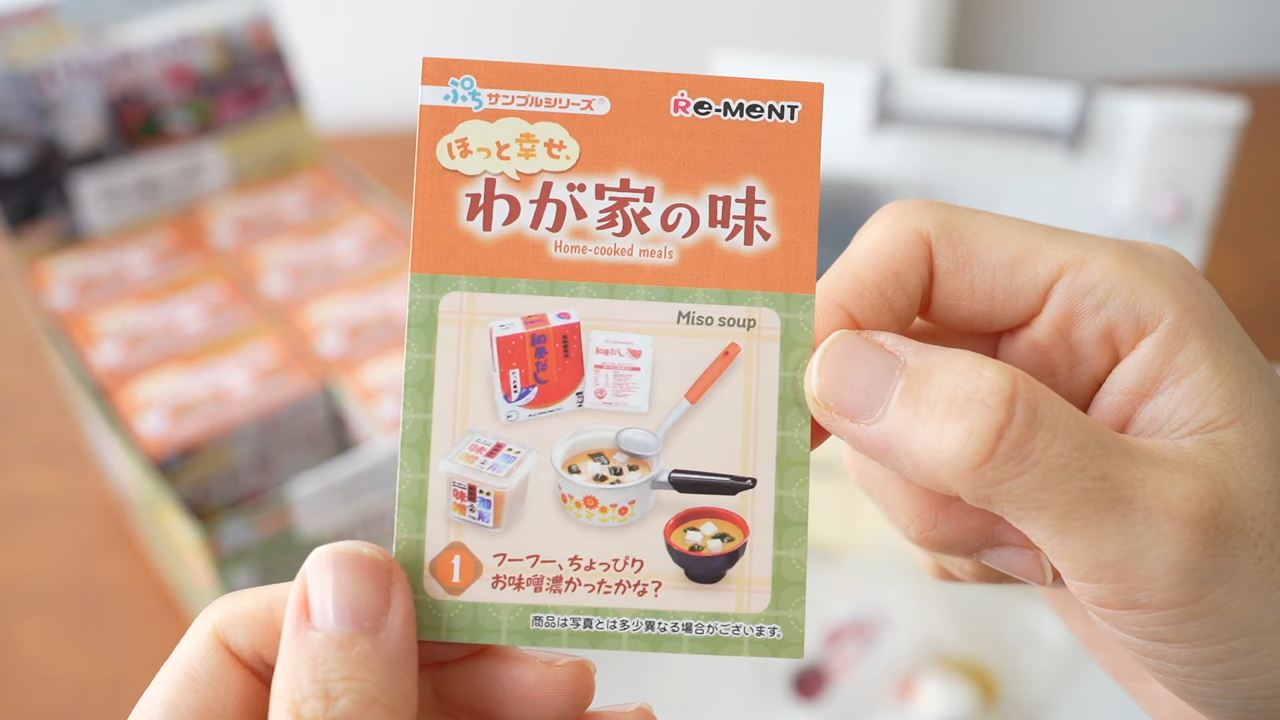 ぷちサンプルシリーズ®
Re-MeNT
ほっと幸せ、
わが家の味
Home-cooked meals
Miso soup
味噌
1
フーフー、ちょっぴり
お味噌濃かったかな?
商品は写真とは多少異なる場合がございます。